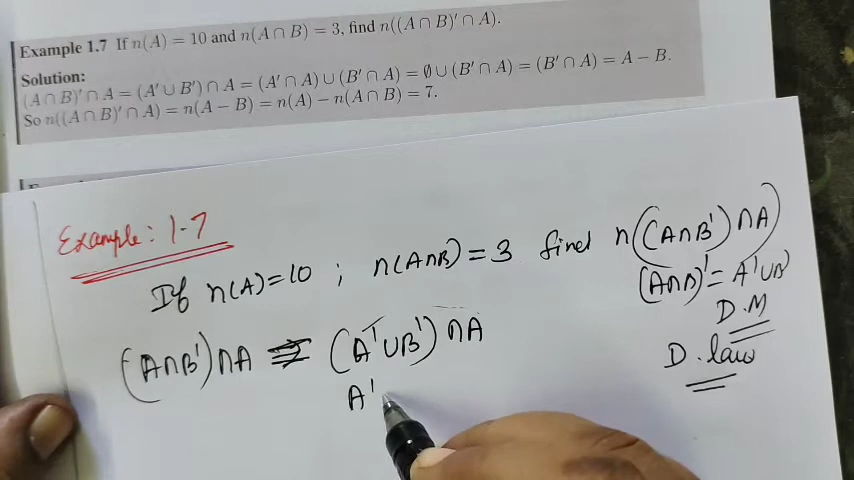 Example 1.7 If n(A) = 10 and n(A ∩ B) = 3, find n((A ∩ B)′ ∩ A).
Solution:
(A ∩ B)′ ∩ A = (A′ ∪ B′) ∩ A = (A′ ∩ A) ∪ (B′ ∩ A) = ∅ ∪ (B′ ∩ A) = (B′ ∩ A) = A − B.
So n((A ∩ B)′ ∩ A) = n(A − B) = n(A) − n(A ∩ B) = 7.
Example: 1-7
If n(A) = 10 ; n(A∩B) = 3 find n((A∩B')∩A)
(A∩B)' = A'∪B'
D.M
(A∩B')∩A = (A'∪B')∩A
D. law
A'